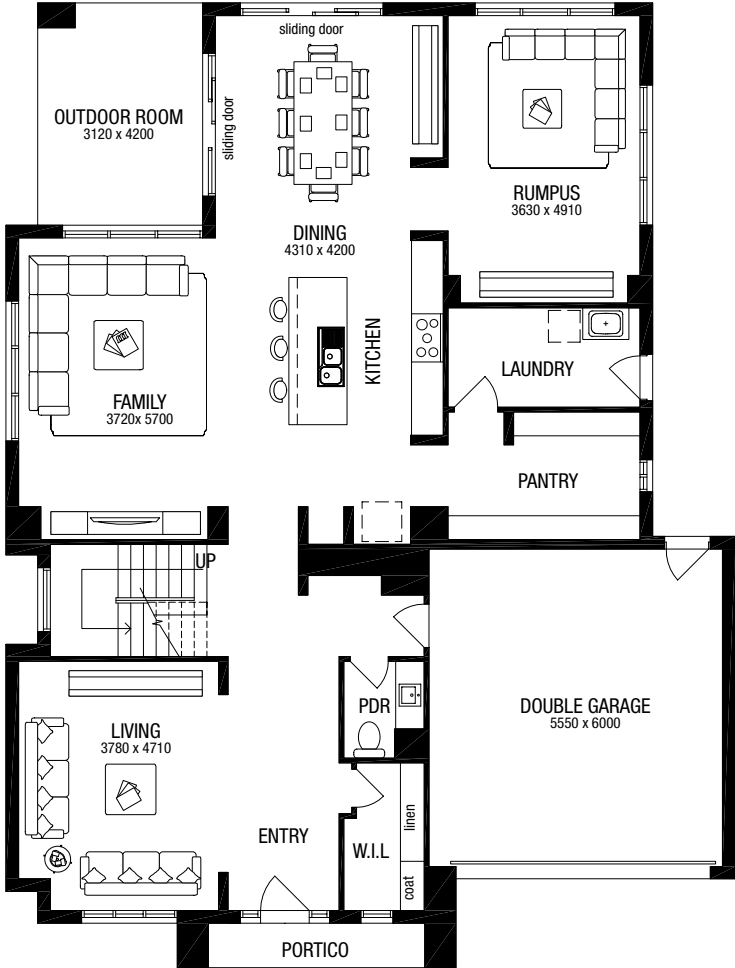 sliding door
OUTDOOR ROOM
3120 x 4200
sliding door
RUMPUS
3630 x 4910
DINING
4310 x 4200
KITCHEN
LAUNDRY
FAMILY
3720x 5700
PANTRY
UP
PDR
DOUBLE GARAGE
5550 x 6000
LIVING
3780 x 4710
linen
ENTRY
W.I.L
coat
PORTICO